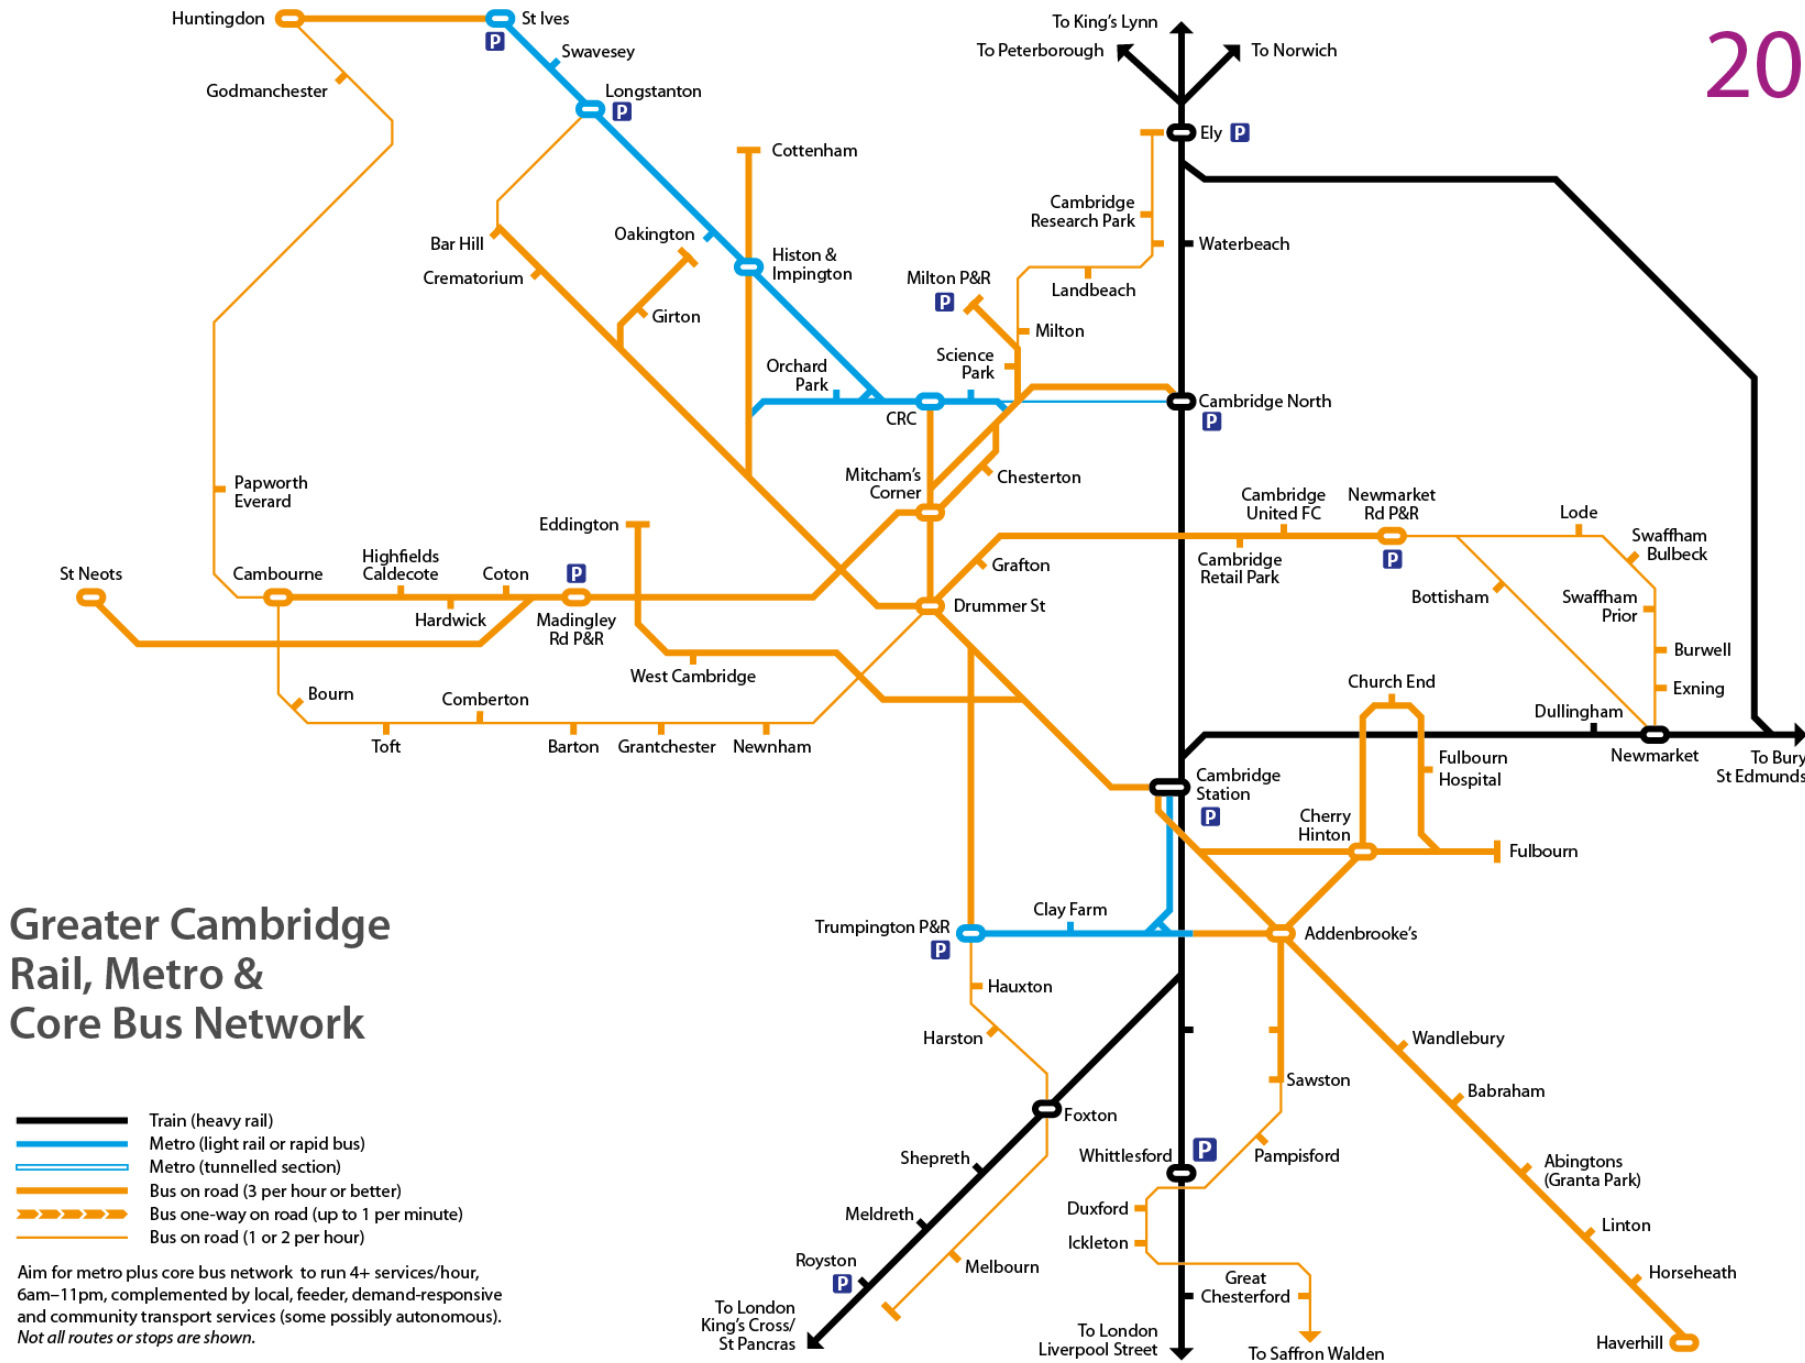 20
Huntingdon
St Ives
P
Swavesey
Godmanchester
Longstanton
P
To King's Lynn
To Peterborough
To Norwich
Ely P
Cottenham
Cambridge
Research Park
Waterbeach
Oakington
Bar Hill
Crematorium
Histon &
Impington
Girton
Milton P&R
P
Landbeach
Milton
Orchard
Park
Science
Park
CRC
Cambridge North
P
Mitcham's
Corner
Chesterton
Papworth
Everard
Eddington
Cambridge
United FC
Newmarket
Rd P&R
P
Lode
Swaffham
Bulbeck
Grafton
Cambridge
Retail Park
Bottisham
Swaffham
Prior
St Neots
Cambourne
Highfields
Caldecote
Coton
P
Hardwick
Madingley
Rd P&R
Drummer St
Burwell
Exning
West Cambridge
Bourn
Comberton
Toft
Barton
Grantchester
Newnham
Church End
Dullingham
Newmarket
To Bury
St Edmunds
Fulbourn
Hospital
Cambridge
Station
P
Cherry
Hinton
Fulbourn
Clay Farm
Trumpington P&R
P
Addenbrooke's
Hauxton
Harston
Wandlebury
Sawston
Babraham
Foxton
Whittlesford
P
Pampisford
Shepreth
Abingtons
(Granta Park)
Duxford
Meldreth
Ickleton
Linton
Royston
P
Melbourn
Great
Chesterford
Horseheath
To London
King's Cross/
St Pancras
To London
Liverpool Street
To Saffron Walden
Haverhill
Greater Cambridge
Rail, Metro &
Core Bus Network
Train (heavy rail)
Metro (light rail or rapid bus)
Metro (tunnelled section)
Bus on road (3 per hour or better)
Bus one-way on road (up to 1 per minute)
Bus on road (1 or 2 per hour)
Aim for metro plus core bus network to run 4+ services/hour,
6am–11pm, complemented by local, feeder, demand-responsive
and community transport services (some possibly autonomous).
Not all routes or stops are shown.